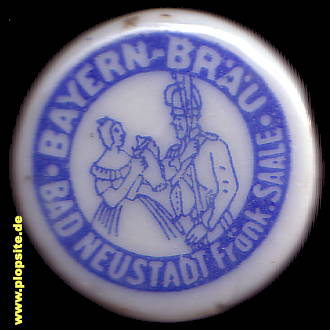 · BAYERN-BRÄU ·
BAD NEUSTADT Fränk. SAALE
www.plopsite.de